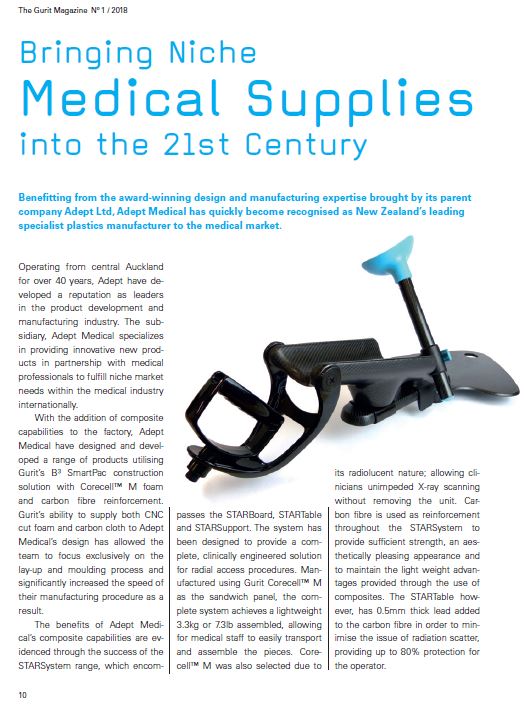 The Gurit Magazine N° 1 / 2018
Bringing Niche
Medical Supplies
into the 21st Century
Benefitting from the award-winning design and manufacturing expertise brought by its parent
company Adept Ltd, Adept Medical has quickly become recognised as New Zealand's leading
specialist plastics manufacturer to the medical market.
Operating from central Auckland
for over 40 years, Adept have de-
veloped a reputation as leaders
in the product development and
manufacturing industry. The sub-
sidiary, Adept Medical specializes
in providing innovative new prod-
ucts in partnership with medical
professionals to fulfill niche market
needs within the medical industry
internationally.
With the addition of composite
capabilities to the factory, Adept
Medical have designed and devel-
oped a range of products utilising
Gurit's B³ SmartPac construction
solution with Corecell™ M foam
and carbon fibre reinforcement.
Gurit's ability to supply both CNC
cut foam and carbon cloth to Adept
Medical's design has allowed the
team to focus exclusively on the
lay-up and moulding process and
significantly increased the speed of
their manufacturing procedure as a
result.
The benefits of Adept Medi-
cal's composite capabilities are ev-
idenced through the success of the
STARSystem range, which encom-
passes the STARBoard, STARTable
and STARSupport. The system has
been designed to provide a com-
plete, clinically engineered solution
for radial access procedures. Man-
ufactured using Gurit Corecell™ M
as the sandwich panel, the com-
plete system achieves a lightweight
3.3kg or 7.3lb assembled, allowing
for medical staff to easily transport
and assemble the pieces. Core-
cell™ M was also selected due to
its radiolucent nature; allowing cli-
nicians unimpeded X-ray scanning
without removing the unit. Car-
bon fibre is used as reinforcement
throughout the STARSystem to
provide sufficient strength, an aes-
thetically pleasing appearance and
to maintain the light weight advan-
tages provided through the use of
composites. The STARTable how-
ever, has 0.5mm thick lead added
to the carbon fibre in order to min-
imise the issue of radiation scatter,
providing up to 80% protection for
the operator.
10